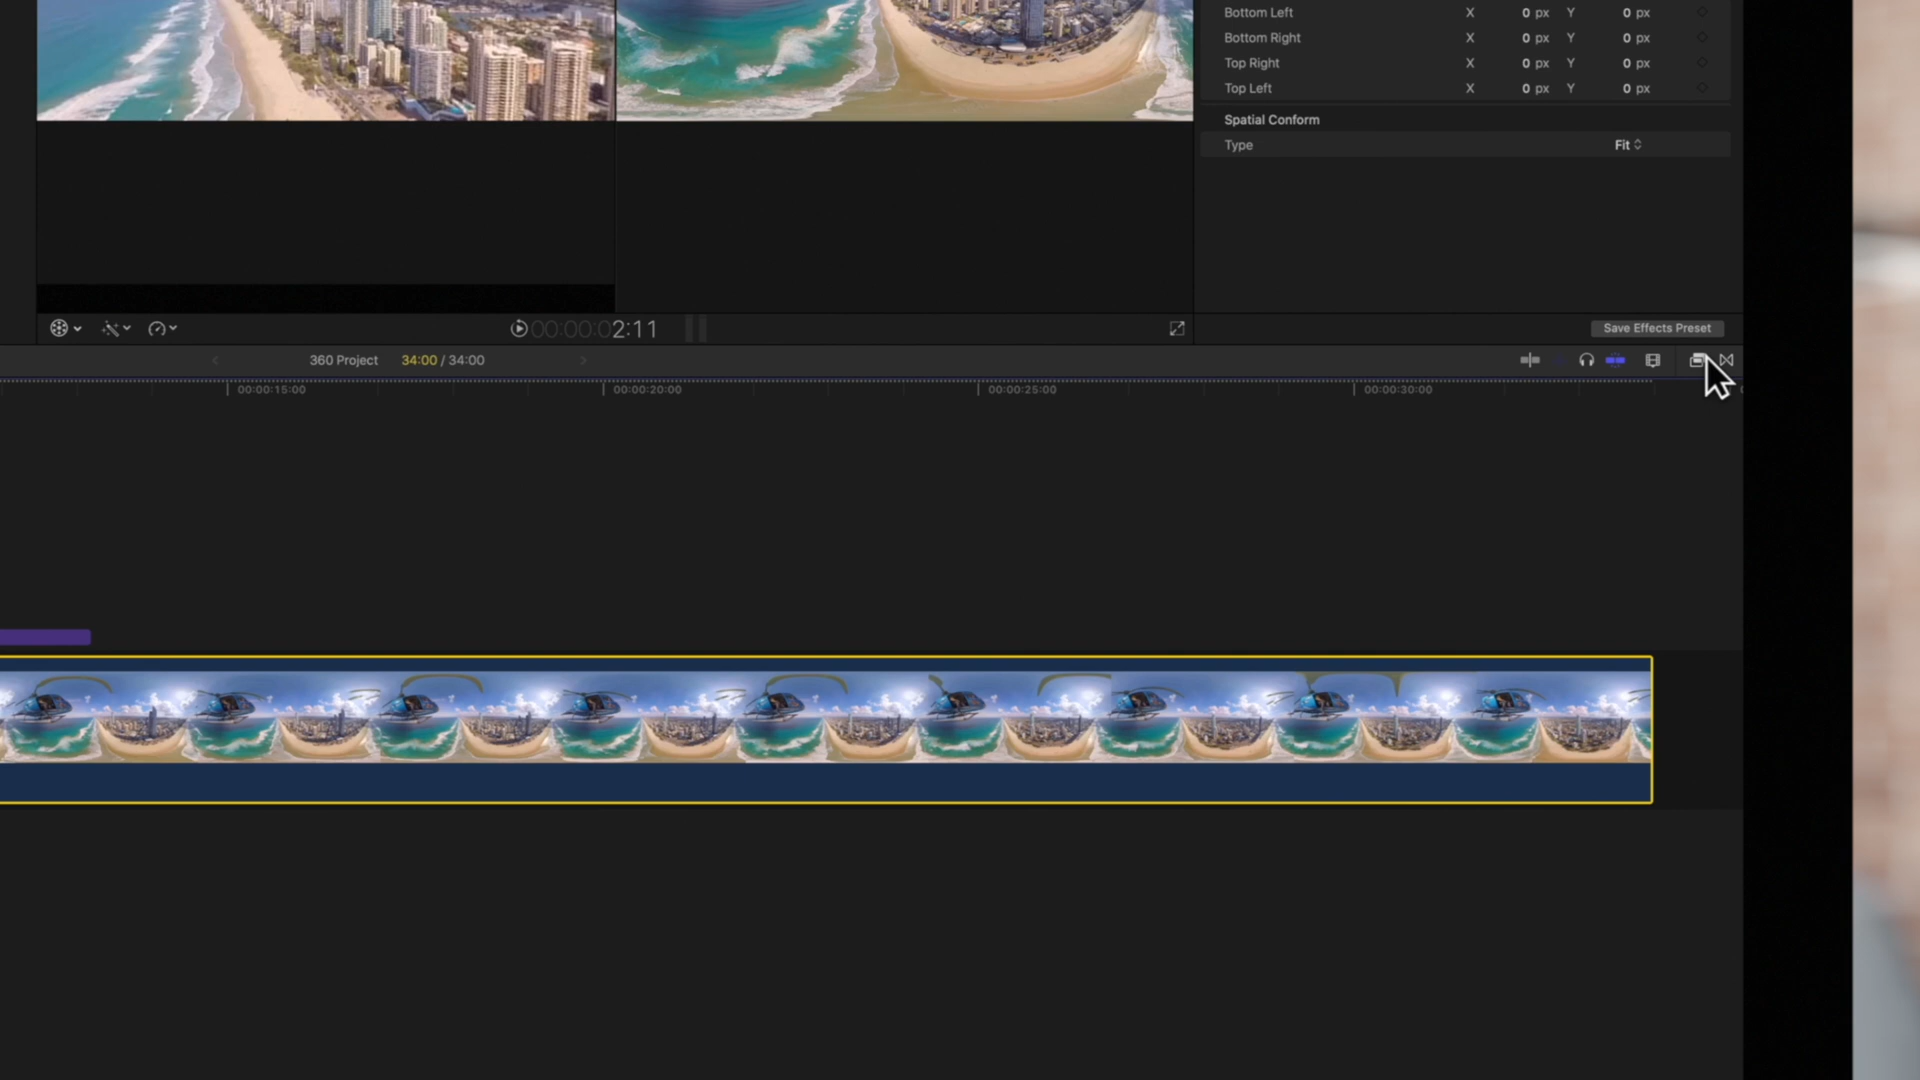 Bottom Left X 0 px Y 0 px
Bottom Right X 0 px Y 0 px
Top Right X 0 px Y 0 px
Top Left X 0 px Y 0 px
Spatial Conform
Type Fit
00:00:02:11
Save Effects Preset
360 Project 34:00 / 34:00
00:00:15:00 00:00:20:00 00:00:25:00 00:00:30:00